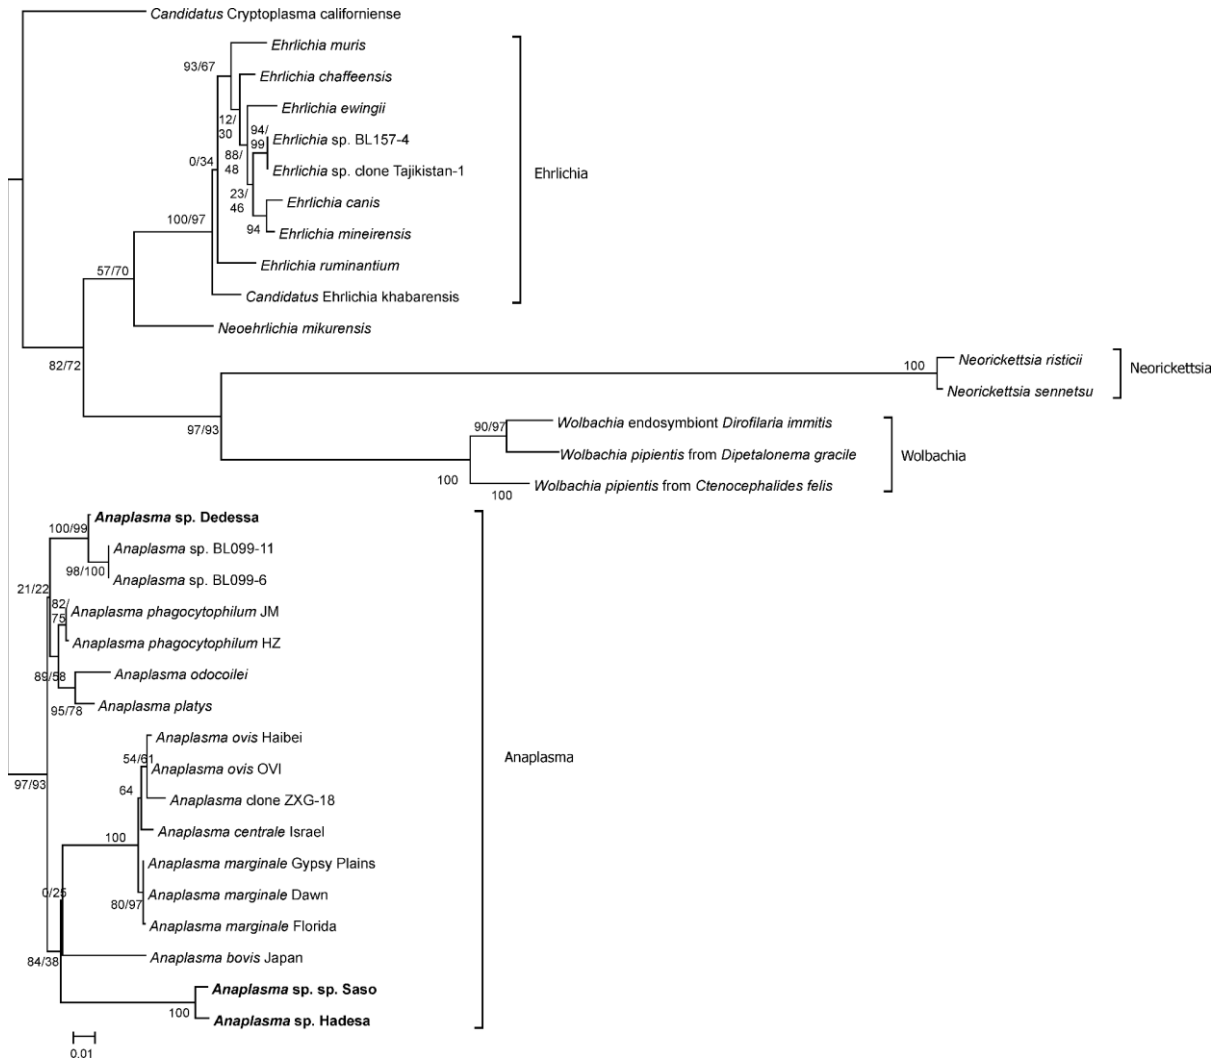 Candidatus Cryptoplasma californiense
Ehrlichia muris
93/67
Ehrlichia chaffeensis
Ehrlichia ewingii
12/
30
94/
99
Ehrlichia sp. BL157-4
88/
48
0/34
Ehrlichia sp. clone Tajikistan-1
Ehrlichia
23/
46
Ehrlichia canis
100/97
94
Ehrlichia mineirensis
Ehrlichia ruminantium
57/70
Candidatus Ehrlichia khabarensis
Neoehrlichia mikurensis
82/72
100
Neorickettsia risticii
Neorickettsia
Neorickettsia sennetsu
97/93
90/97
Wolbachia endosymbiont Dirofilaria immitis
Wolbachia pipientis from Dipetalonema gracile
Wolbachia
100
100
Wolbachia pipientis from Ctenocephalides felis
Anaplasma sp. Dedessa
100/99
Anaplasma sp. BL099-11
98/100
Anaplasma sp. BL099-6
21/22
82/
75
Anaplasma phagocytophilum JM
Anaplasma phagocytophilum HZ
89/58
Anaplasma odocoilei
95/78
Anaplasma platys
Anaplasma ovis Haibei
54/61
Anaplasma ovis OVI
Anaplasma
97/93
64
Anaplasma clone ZXG-18
100
Anaplasma centrale Israel
Anaplasma marginale Gypsy Plains
0/25
Anaplasma marginale Dawn
80/97
Anaplasma marginale Florida
84/38
Anaplasma bovis Japan
Anaplasma sp. sp. Saso
100
Anaplasma sp. Hadesa
0.01